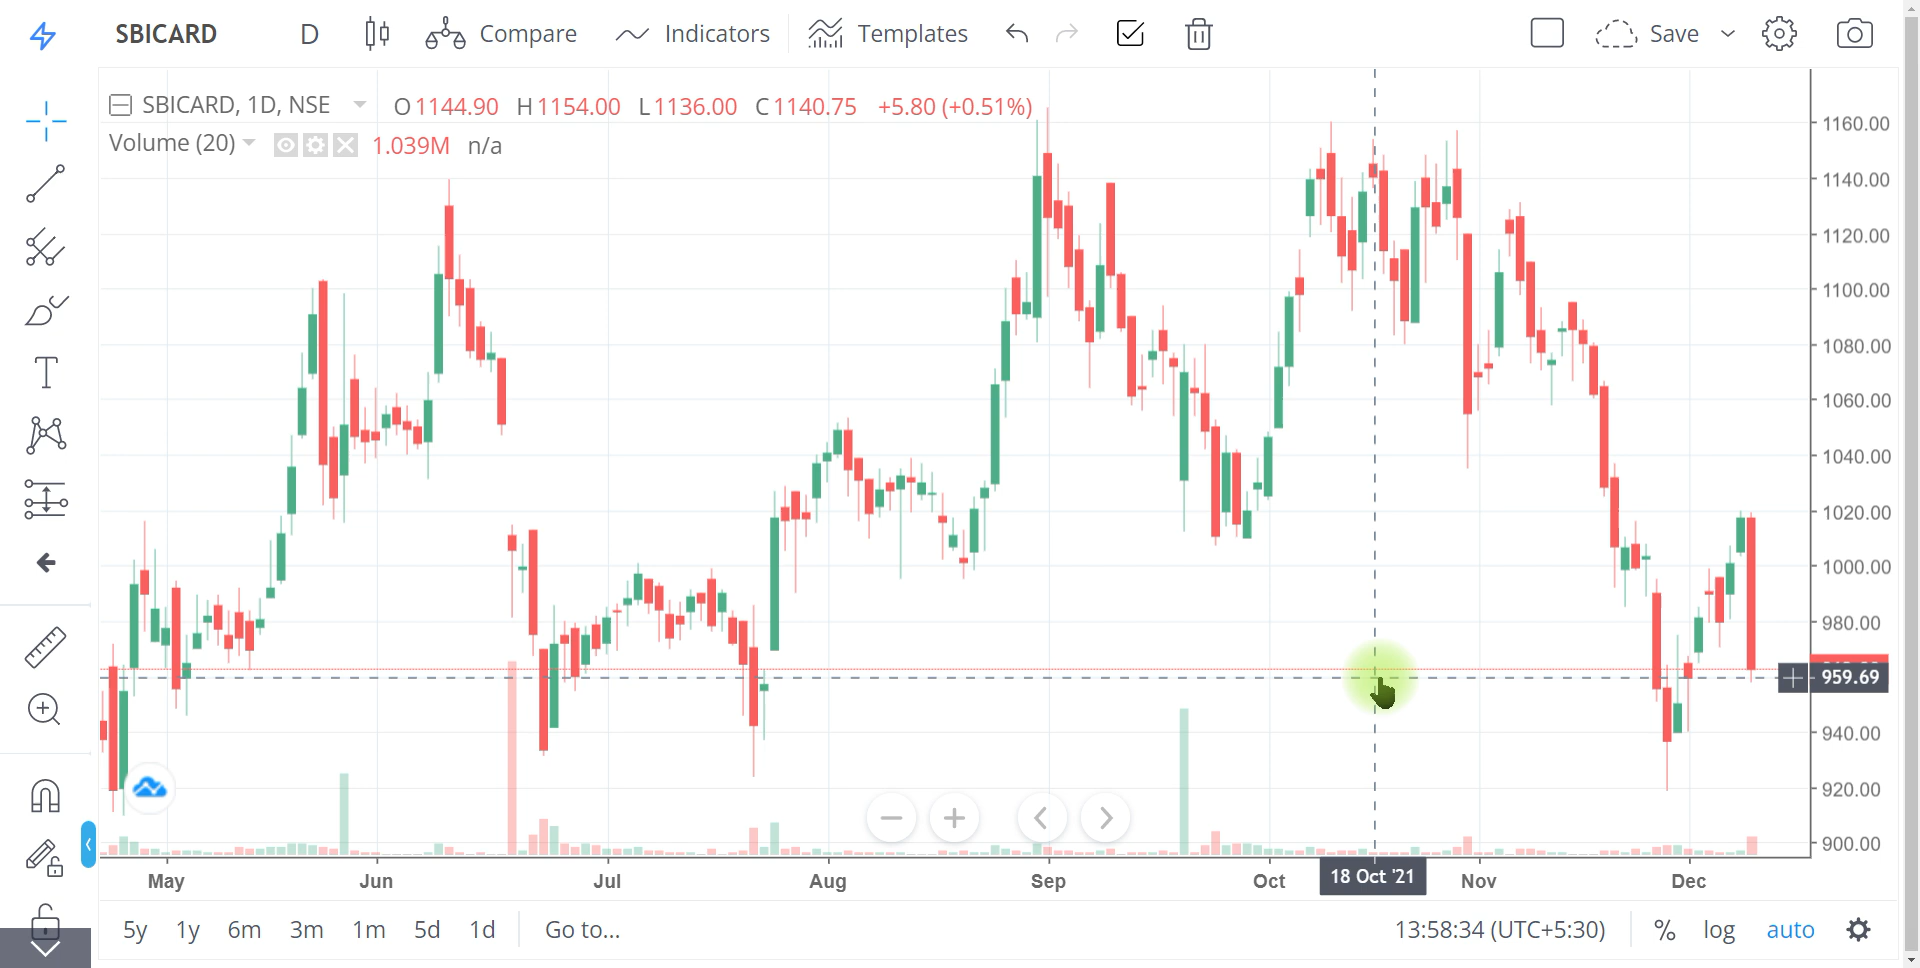 SBICARD D Compare Indicators Templates Save
SBICARD, 1D, NSE O1144.90 H1154.00 L1136.00 C1140.75 +5.80 (+0.51%)
Volume (20) 1.039M n/a
1160.00
1140.00
1120.00
1100.00
1080.00
1060.00
1040.00
1020.00
1000.00
980.00
959.69
940.00
920.00
900.00
May Jun Jul Aug Sep Oct 18 Oct '21 Nov Dec
5y 1y 6m 3m 1m 5d 1d Go to... 13:58:34 (UTC+5:30) % log auto